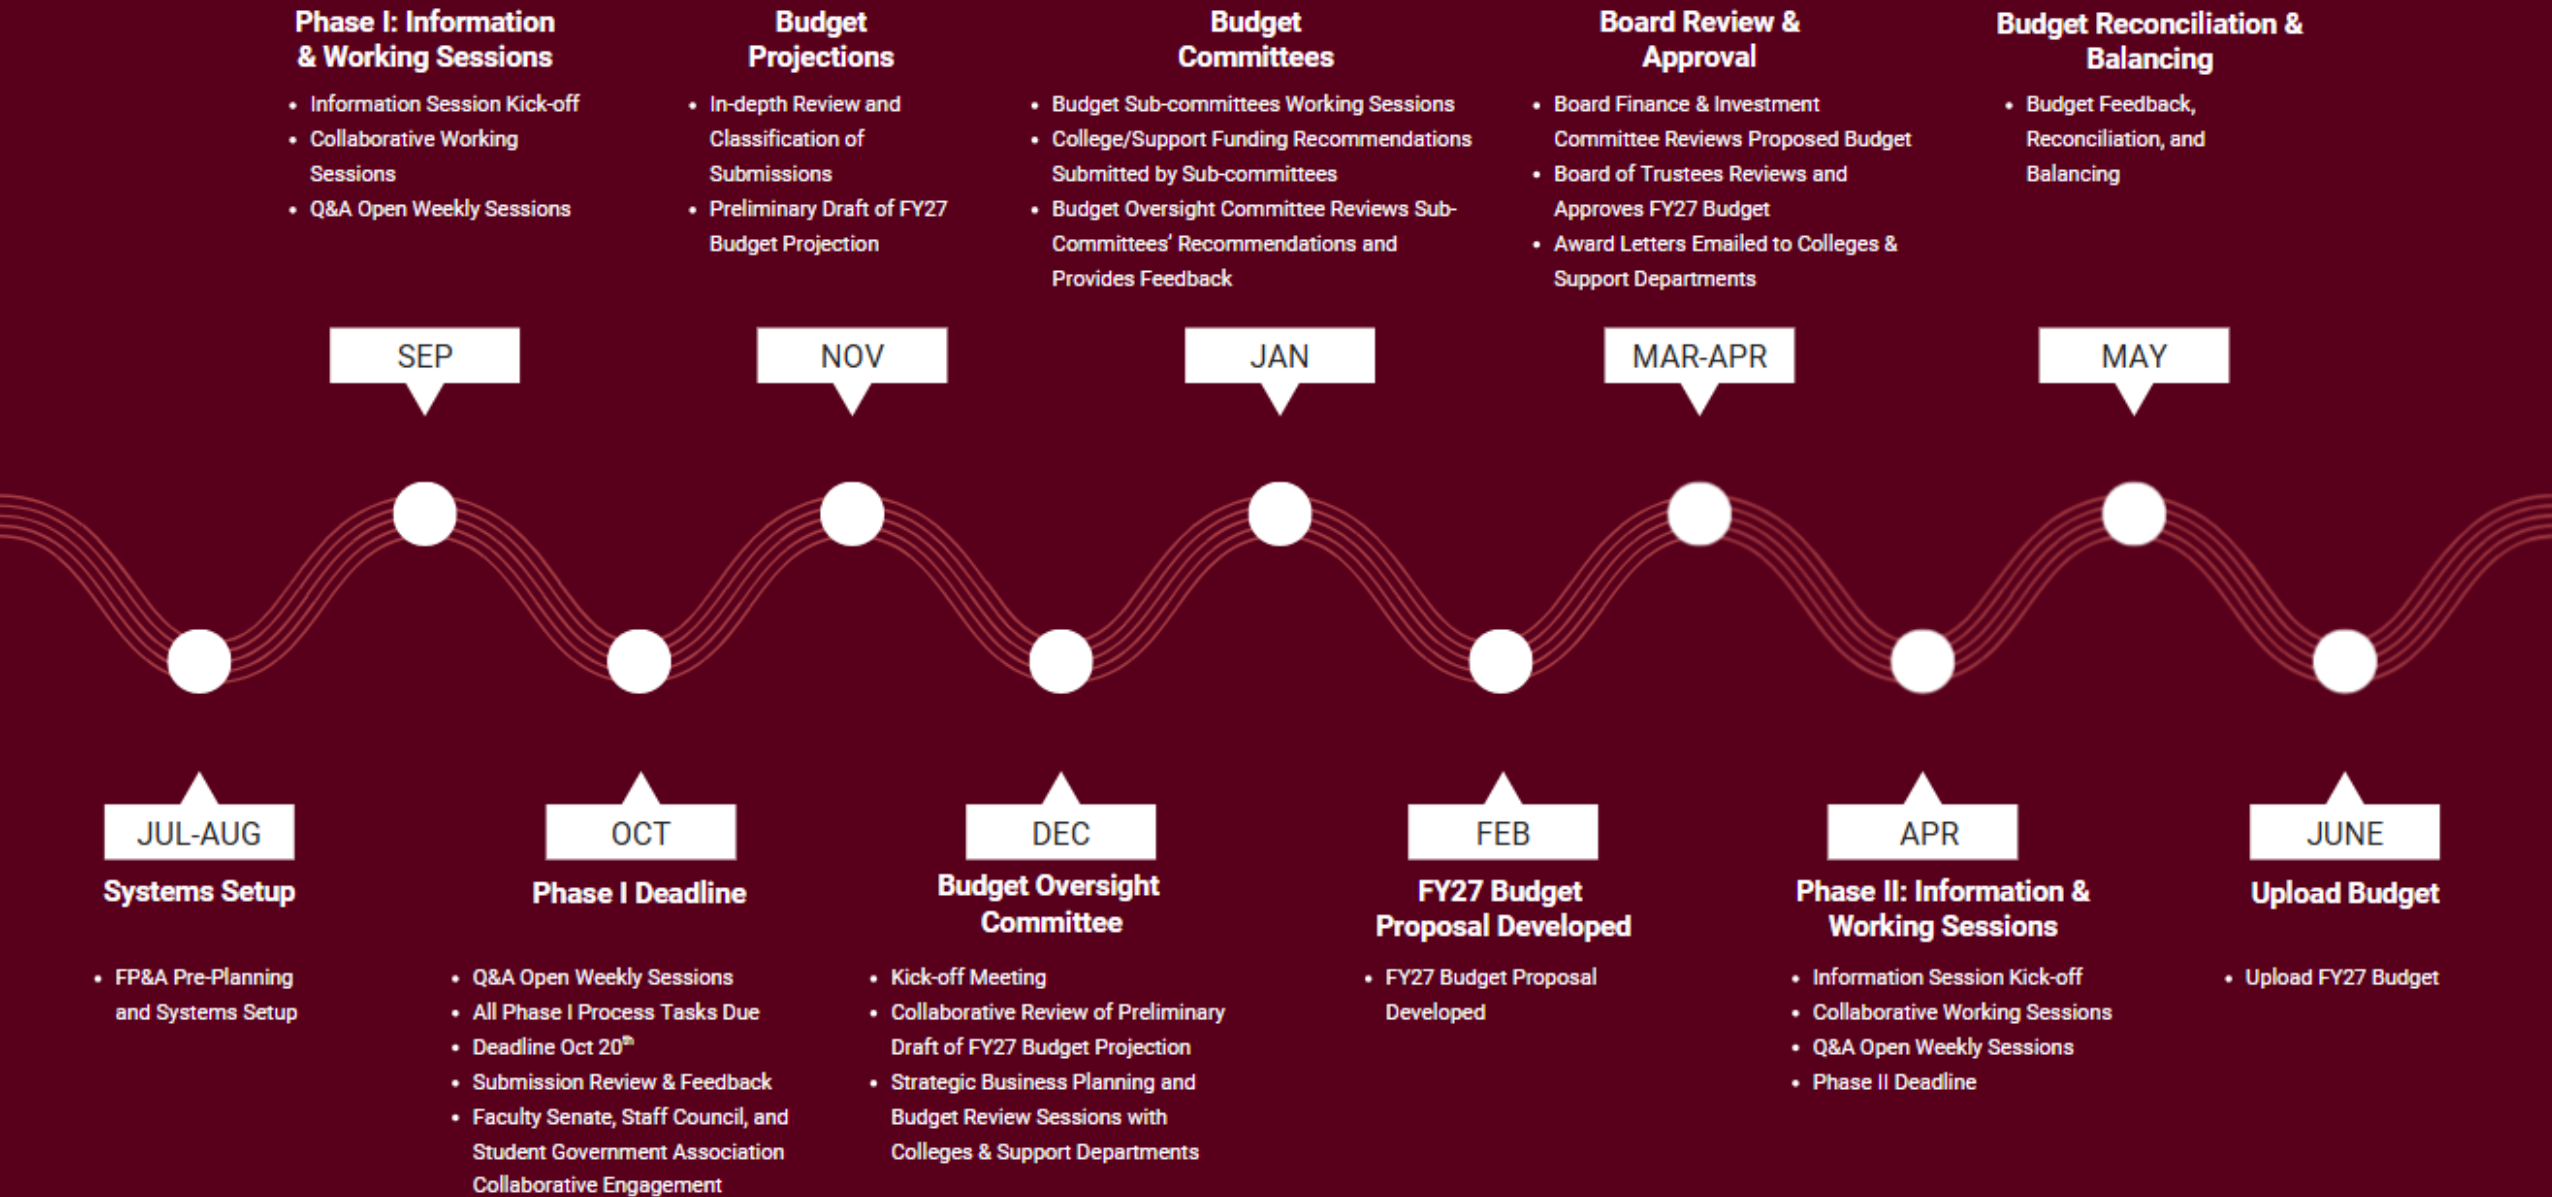 Phase I: Information
& Working Sessions
• Information Session Kick-off
• Collaborative Working
Sessions
• Q&A Open Weekly Sessions
SEP
Budget
Projections
• In-depth Review and
Classification of
Submissions
• Preliminary Draft of FY27
Budget Projection
NOV
Budget
Committees
• Budget Sub-committees Working Sessions
• College/Support Funding Recommendations
Submitted by Sub-committees
• Budget Oversight Committee Reviews Sub-
Committees' Recommendations and
Provides Feedback
JAN
Board Review &
Approval
• Board Finance & Investment
Committee Reviews Proposed Budget
• Board of Trustees Reviews and
Approves FY27 Budget
• Award Letters Emailed to Colleges &
Support Departments
MAR-APR
Budget Reconciliation &
Balancing
• Budget Feedback,
Reconciliation, and
Balancing
MAY
JUL-AUG
Systems Setup
• FP&A Pre-Planning
and Systems Setup
OCT
Phase I Deadline
• Q&A Open Weekly Sessions
• All Phase I Process Tasks Due
• Deadline Oct 20th
• Submission Review & Feedback
• Faculty Senate, Staff Council, and
Student Government Association
Collaborative Engagement
DEC
Budget Oversight
Committee
• Kick-off Meeting
• Collaborative Review of Preliminary
Draft of FY27 Budget Projection
• Strategic Business Planning and
Budget Review Sessions with
Colleges & Support Departments
FEB
FY27 Budget
Proposal Developed
• FY27 Budget Proposal
Developed
APR
Phase II: Information &
Working Sessions
• Information Session Kick-off
• Collaborative Working Sessions
• Q&A Open Weekly Sessions
• Phase II Deadline
JUNE
Upload Budget
• Upload FY27 Budget